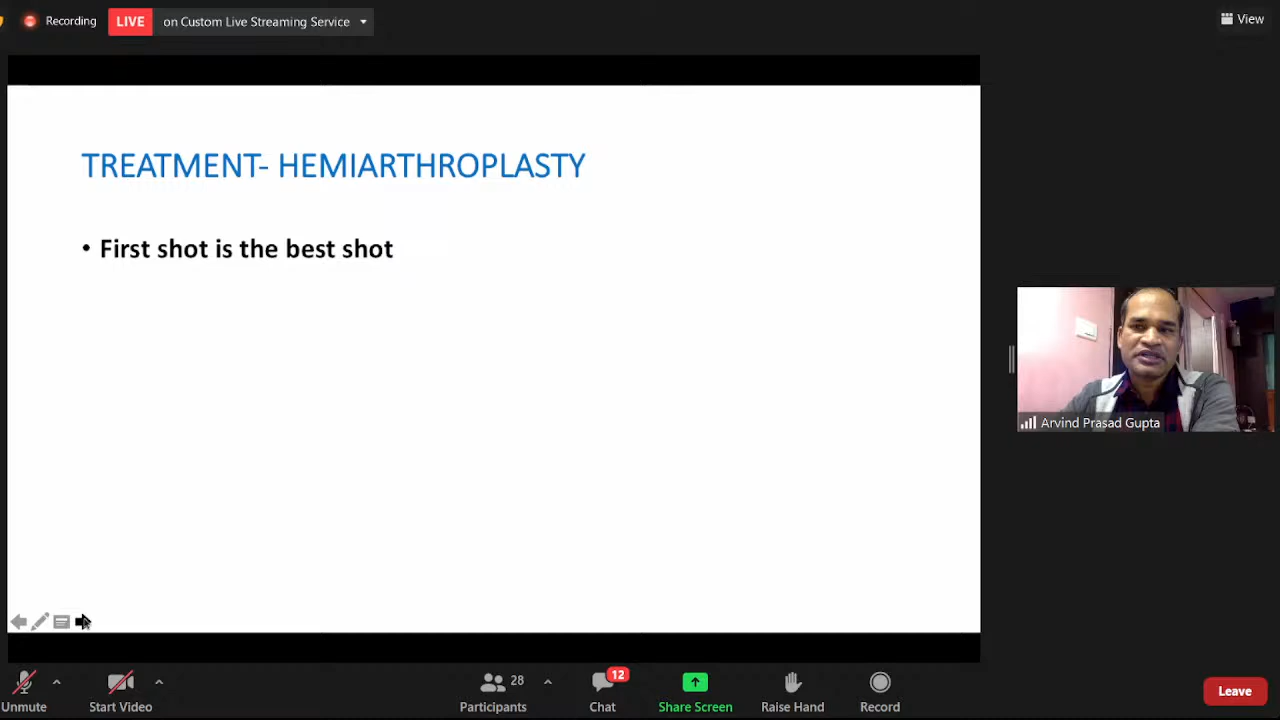 Recording
LIVE on Custom Live Streaming Service
View
TREATMENT- HEMIARTHROPLASTY
• First shot is the best shot
Arvind Prasad Gupta
28
12
Unmute
Start Video
Participants
Chat
Share Screen
Raise Hand
Record
Leave